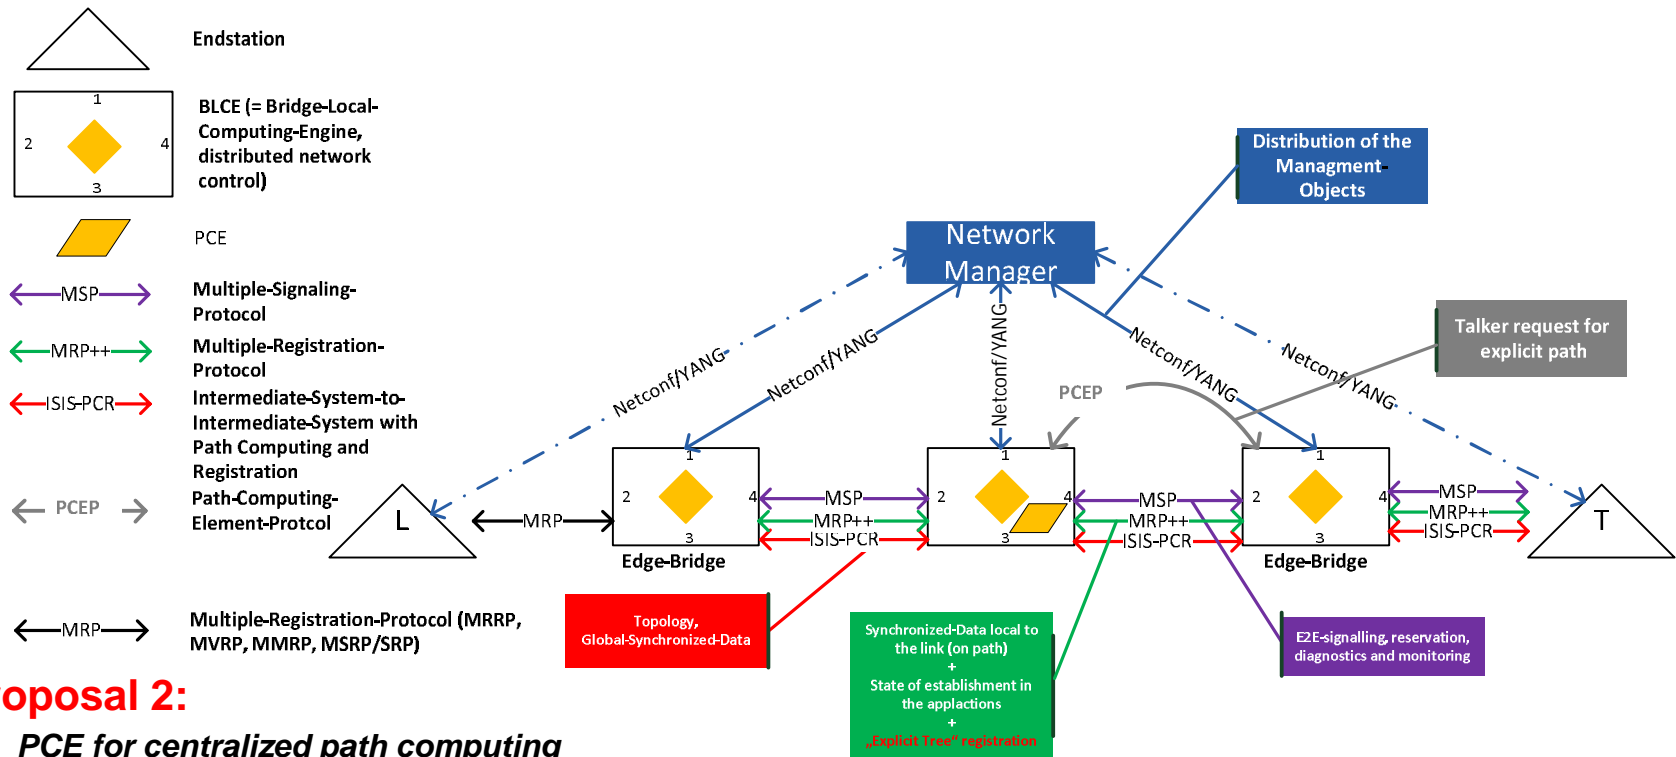 Endstation
1
2
4
3
BLCE (= Bridge-Local-
Computing-Engine,
distributed network
control)
PCE
MSP
Multiple-Signaling-
Protocol
MRP++
Multiple-Registration-
Protocol
ISIS-PCR
Intermediate-System-to-
Intermediate-System with
Path Computing and
Registration
PCEP
Path-Computing-
Element-Protcol
MRP
Multiple-Registration-Protocol (MRRP,
MVRP, MMRP, MSRP/SRP)
Distribution of the
Managment-
Objects
Network
Manager
Talker request for
explicit path
Netconf/YANG
Netconf/YANG
Netconf/YANG
Netconf/YANG
Netconf/YANG
PCEP
L
MRP
1
2
4
3
Edge-Bridge
MSP
MRP++
ISIS-PCR
1
2
4
3
MSP
MRP++
ISIS-PCR
1
2
4
3
Edge-Bridge
MSP
MRP++
ISIS-PCR
T
Topology,
Global-Synchronized-Data
Synchronized-Data local to
the link (on path)
+
State of establishment in
the applactions
+
„Explicit Tree“ registration
E2E-signalling, reservation,
diagnostics and monitoring
oposal 2:
PCE for centralized path computing